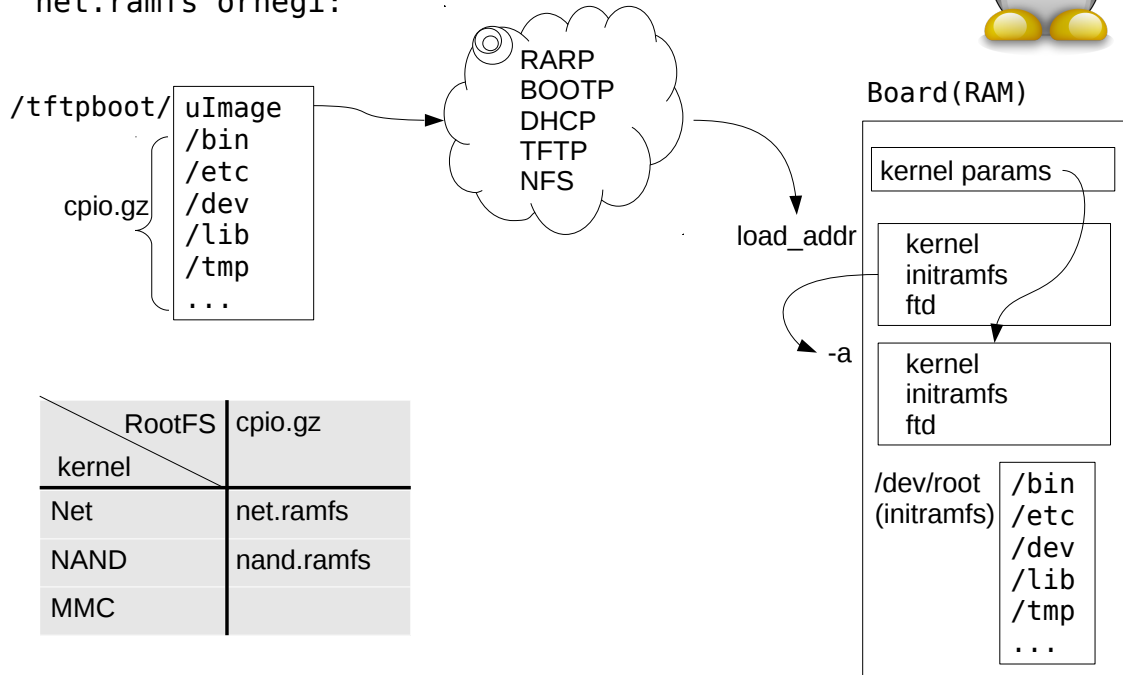 net.ramfs örneği:
/tftpboot/ uImage
/bin
/etc
cpio.gz /dev
/lib
/tmp
...
RARP
BOOTP
DHCP
TFTP
NFS
Board(RAM)
kernel params
load_addr
kernel
initramfs
ftd
-a
kernel
initramfs
ftd
/dev/root
(initramfs)
/bin
/etc
/dev
/lib
/tmp
...
RootFS cpio.gz
kernel
Net net.ramfs
NAND nand.ramfs
MMC